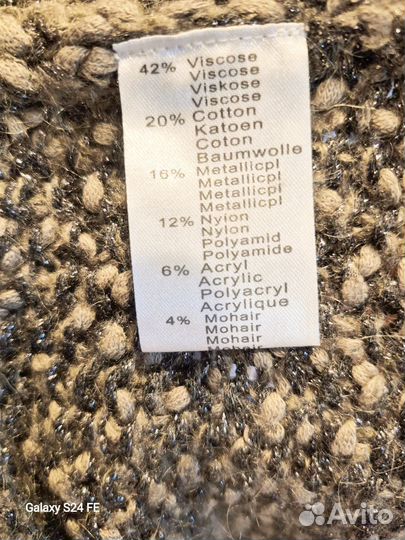 42% Viscose
Viscose
Viskose
Viscose
20% Cotton
Katoen
Coton
Baumwolle
16% Metallicpl
Metallicpl
Metallicpl
Metallicpl
12% Nylon
Nylon
Polyamid
Polyamide
6% Acryl
Acrylic
Polyacryl
Acrylique
4% Mohair
Mohair
Mohair
Galaxy S24 FE
Avito